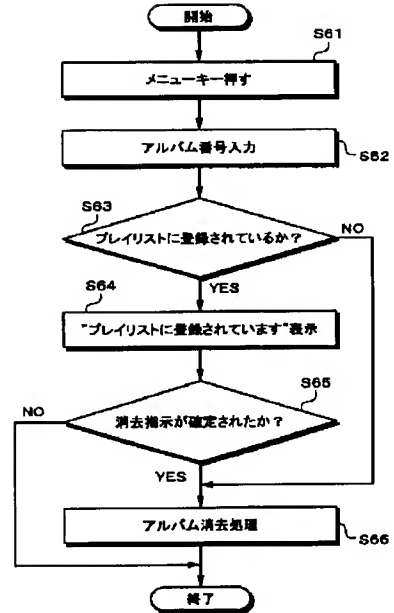 開始
S61
メニューキー押す
アルバム番号入力
S62
S63
プレイリストに登録されているか？
NO
YES
S64
"プレイリストに登録されています"表示
S65
NO
消去指示が確定されたか？
YES
アルバム消去処理
S66
終了